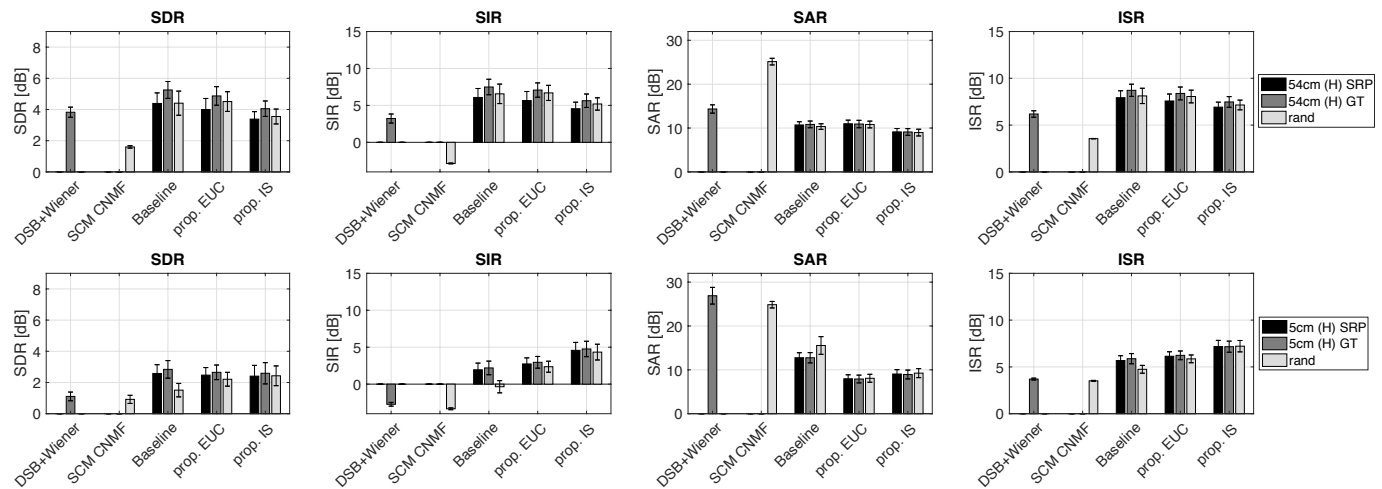 SDR
SDR [dB]
8
6
4
2
0
DSB+Wiener
SCM CNMF
Baseline
prop. EUC
prop. IS
SIR
SIR [dB]
15
10
5
0
DSB+Wiener
SCM CNMF
Baseline
prop. EUC
prop. IS
SAR
SAR [dB]
30
20
10
0
DSB+Wiener
SCM CNMF
Baseline
prop. EUC
prop. IS
ISR
ISR [dB]
15
10
5
0
DSB+Wiener
SCM CNMF
Baseline
prop. EUC
prop. IS
54cm (H) SRP
54cm (H) GT
rand
SDR
SDR [dB]
8
6
4
2
0
DSB+Wiener
SCM CNMF
Baseline
prop. EUC
prop. IS
SIR
SIR [dB]
15
10
5
0
DSB+Wiener
SCM CNMF
Baseline
prop. EUC
prop. IS
SAR
SAR [dB]
30
20
10
0
DSB+Wiener
SCM CNMF
Baseline
prop. EUC
prop. IS
ISR
ISR [dB]
15
10
5
0
DSB+Wiener
SCM CNMF
Baseline
prop. EUC
prop. IS
5cm (H) SRP
5cm (H) GT
rand